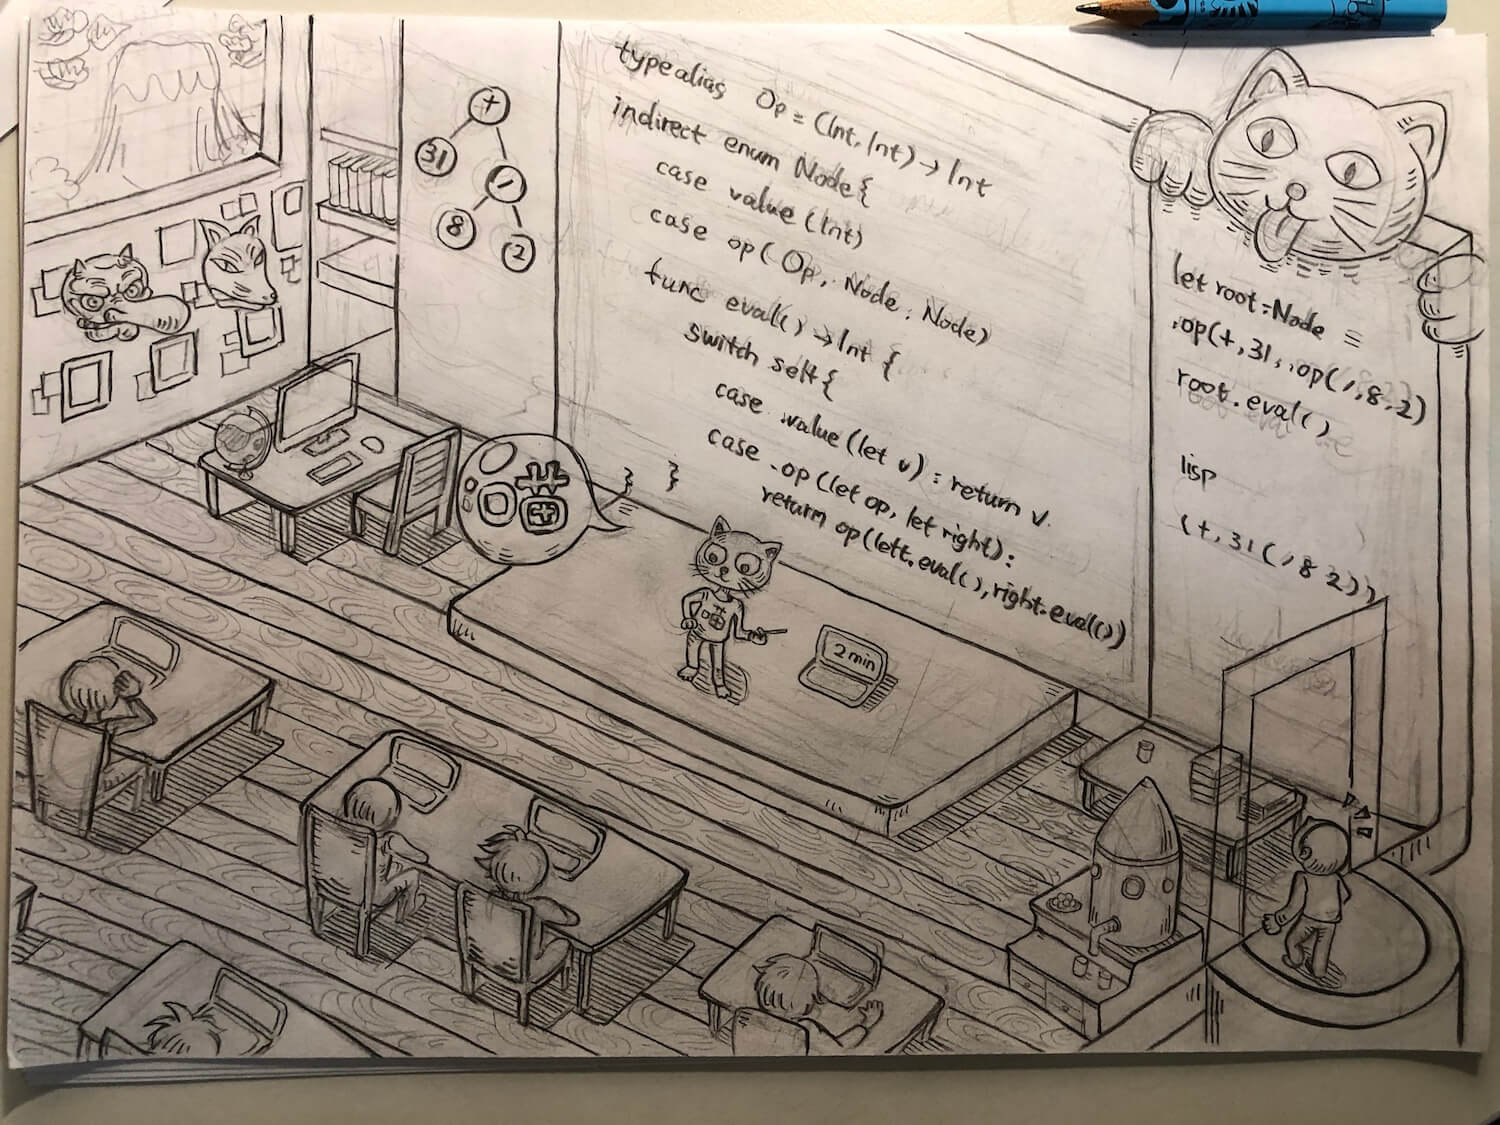 +
31
/
8
2
typealias Op = (Int, Int) → Int
indirect enum Node {
case value (Int)
case op( Op, Node, Node)
func eval() → Int {
switch self {
case .value (let v) : return v
case .op (let op, let right) :
return op(left.eval(), right.eval())
}
}
2 min
let root:Node =
.op(+, 31, .op(/, 8, 2)
root. eval()
lisp
(+, 31 (/ 8 2))